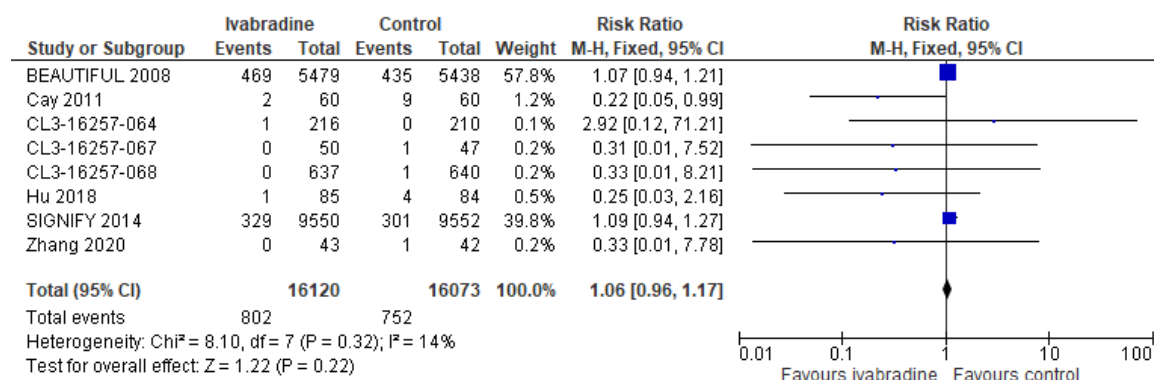 Ivabradine Control Risk Ratio Risk Ratio
Study or Subgroup Events Total Events Total Weight M-H, Fixed, 95% CI M-H, Fixed, 95% CI
BEAUTIFUL 2008 469 5479 435 5438 57.8% 1.07 [0.94, 1.21]
Cay 2011 2 60 9 60 1.2% 0.22 [0.05, 0.99]
CL3-16257-064 1 216 0 210 0.1% 2.92 [0.12, 71.21]
CL3-16257-067 0 50 1 47 0.2% 0.31 [0.01, 7.52]
CL3-16257-068 0 637 1 640 0.2% 0.33 [0.01, 8.21]
Hu 2018 1 85 4 84 0.5% 0.25 [0.03, 2.16]
SIGNIFY 2014 329 9550 301 9552 39.8% 1.09 [0.94, 1.27]
Zhang 2020 0 43 1 42 0.2% 0.33 [0.01, 7.78]
Total (95% CI) 16120 16073 100.0% 1.06 [0.96, 1.17]
Total events 802 752
Heterogeneity: Chi² = 8.10, df = 7 (P = 0.32); I² = 14%
Test for overall effect: Z = 1.22 (P = 0.22)
0.01 0.1 1 10 100
Favours ivabradine Favours control